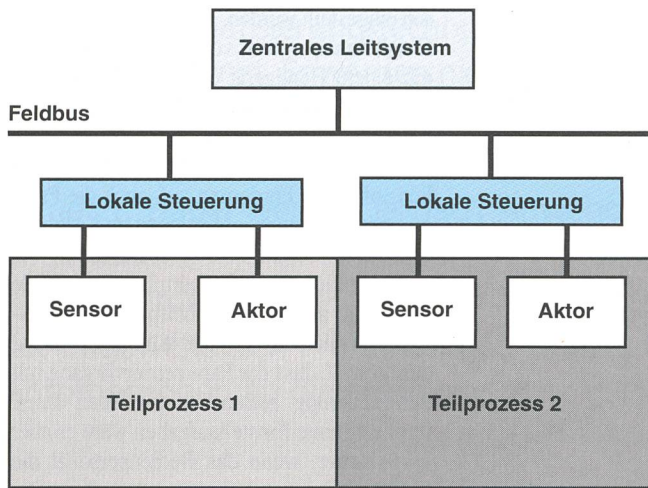 Zentrales Leitsystem
Feldbus
Lokale Steuerung
Lokale Steuerung
Sensor
Aktor
Sensor
Aktor
Teilprozess 1
Teilprozess 2